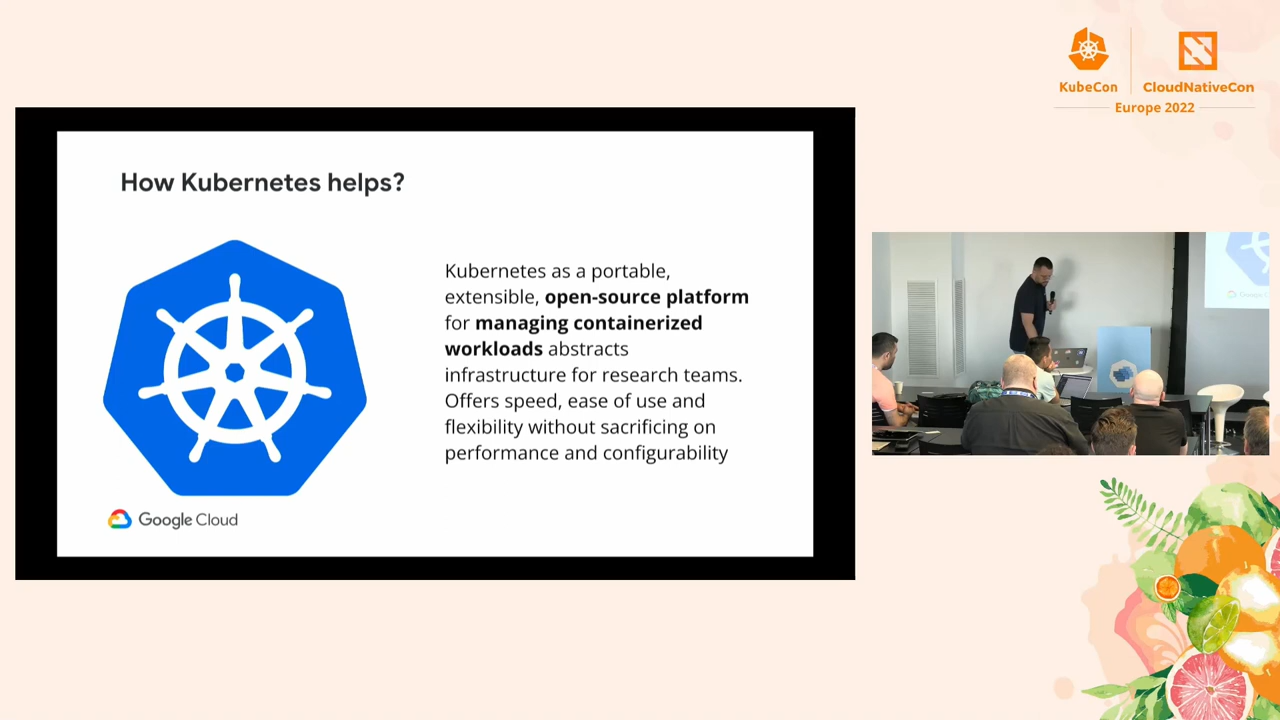 KubeCon
CloudNativeCon
Europe 2022
How Kubernetes helps?
Kubernetes as a portable,
extensible, open-source platform
for managing containerized
workloads abstracts
infrastructure for research teams.
Offers speed, ease of use and
flexibility without sacrificing on
performance and configurability
Google Cloud